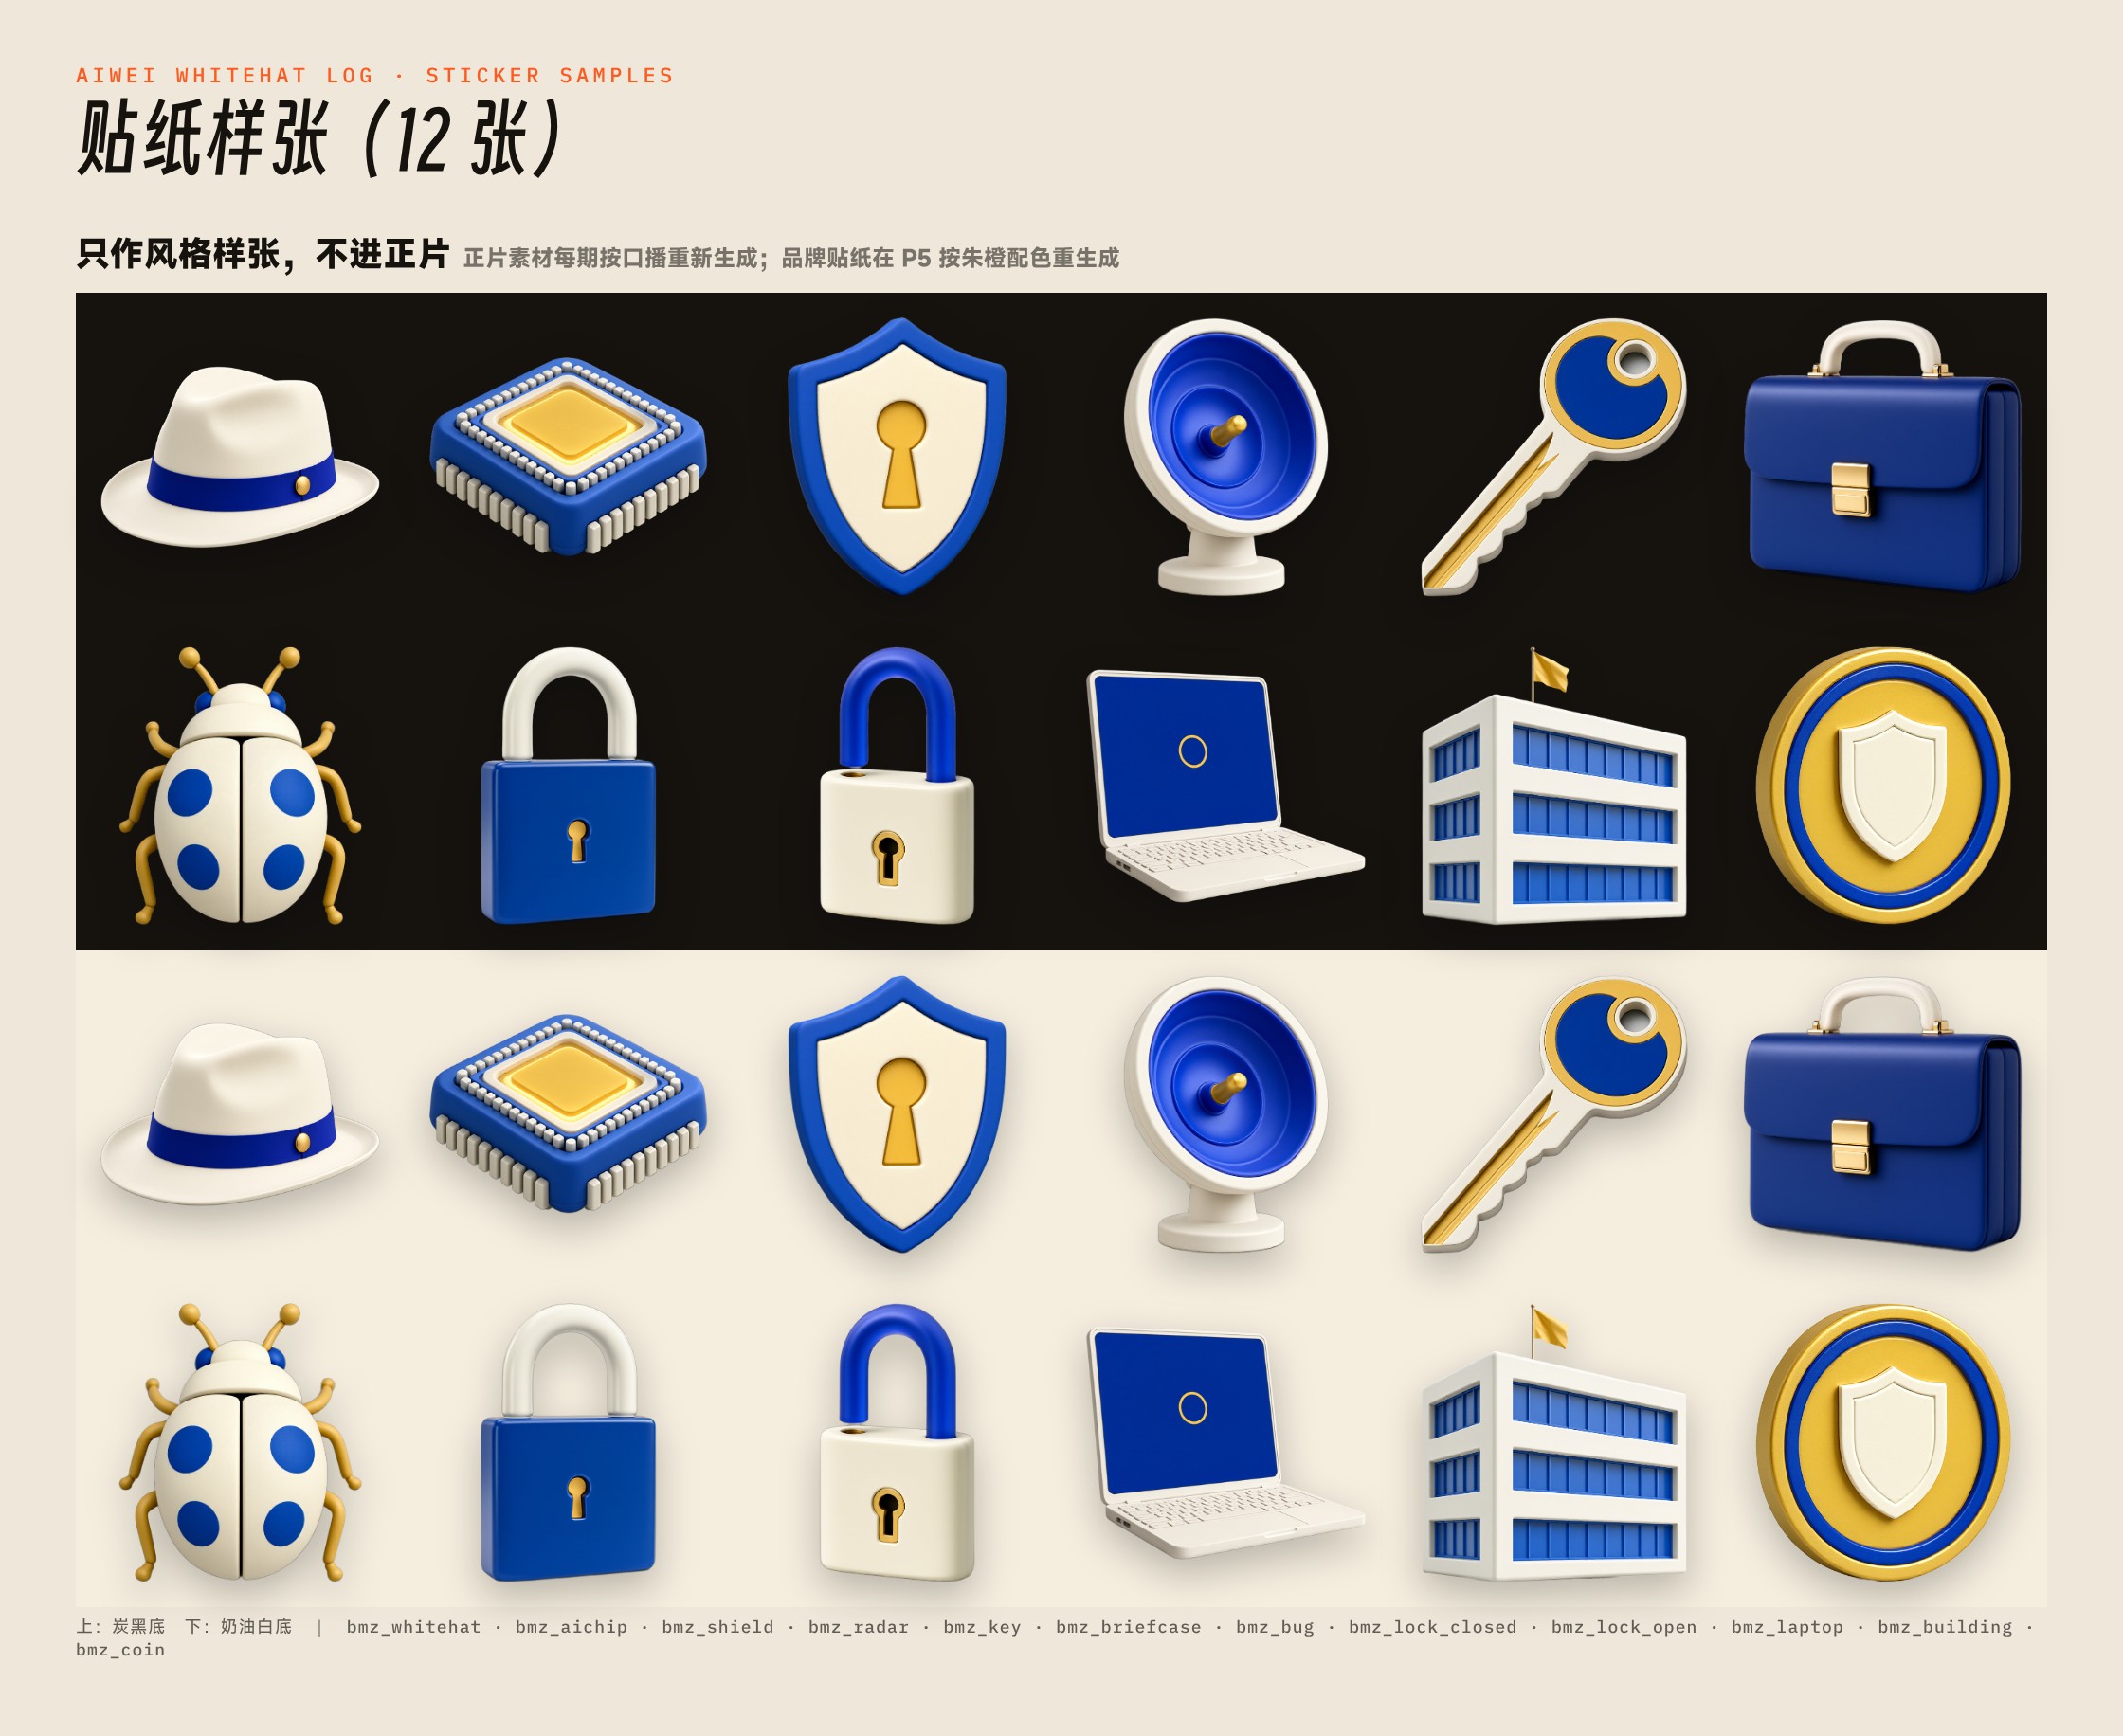 AIWEI WHITEHAT LOG · STICKER SAMPLES
贴纸样张（12 张）
只作风格样张，不进正片 正片素材每期按口播重新生成；品牌贴纸在 P5 按朱橙配色重生成
上：炭黑底 下：奶油白底 | bmz_whitehat · bmz_aichip · bmz_shield · bmz_radar · bmz_key · bmz_briefcase · bmz_bug · bmz_lock_closed · bmz_lock_open · bmz_laptop · bmz_building ·
bmz_coin